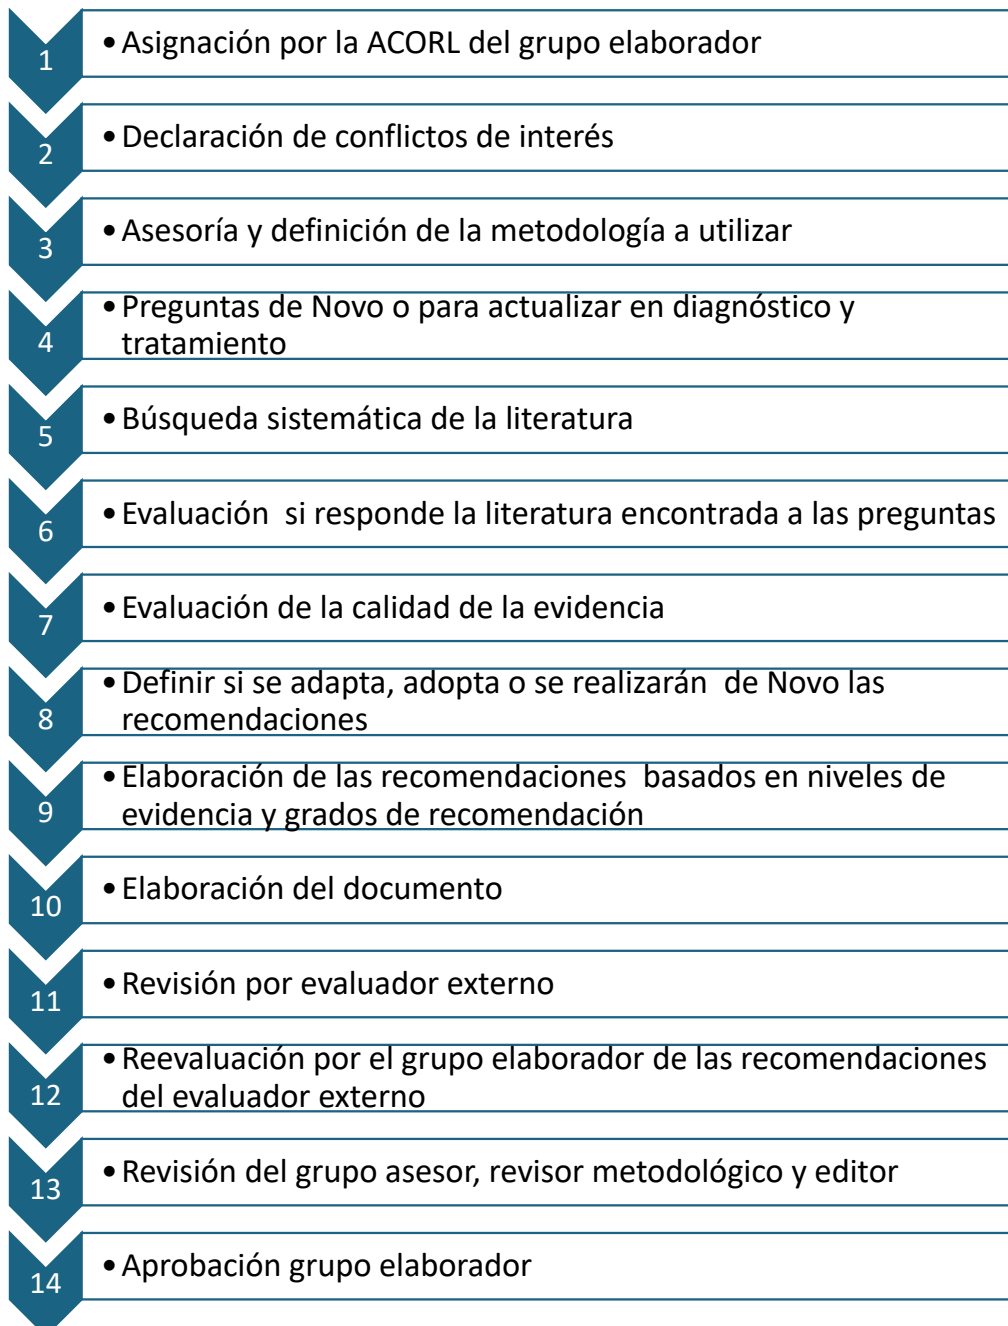 1
• Asignación por la ACORL del grupo elaborador
2
• Declaración de conflictos de interés
3
• Asesoría y definición de la metodología a utilizar
4
• Preguntas de Novo o para actualizar en diagnóstico y
tratamiento
5
• Búsqueda sistemática de la literatura
6
• Evaluación si responde la literatura encontrada a las preguntas
7
• Evaluación de la calidad de la evidencia
8
• Definir si se adapta, adopta o se realizarán de Novo las
recomendaciones
9
• Elaboración de las recomendaciones basados en niveles de
evidencia y grados de recomendación
10
• Elaboración del documento
11
• Revisión por evaluador externo
12
• Reevaluación por el grupo elaborador de las recomendaciones
del evaluador externo
13
• Revisión del grupo asesor, revisor metodológico y editor
14
• Aprobación grupo elaborador